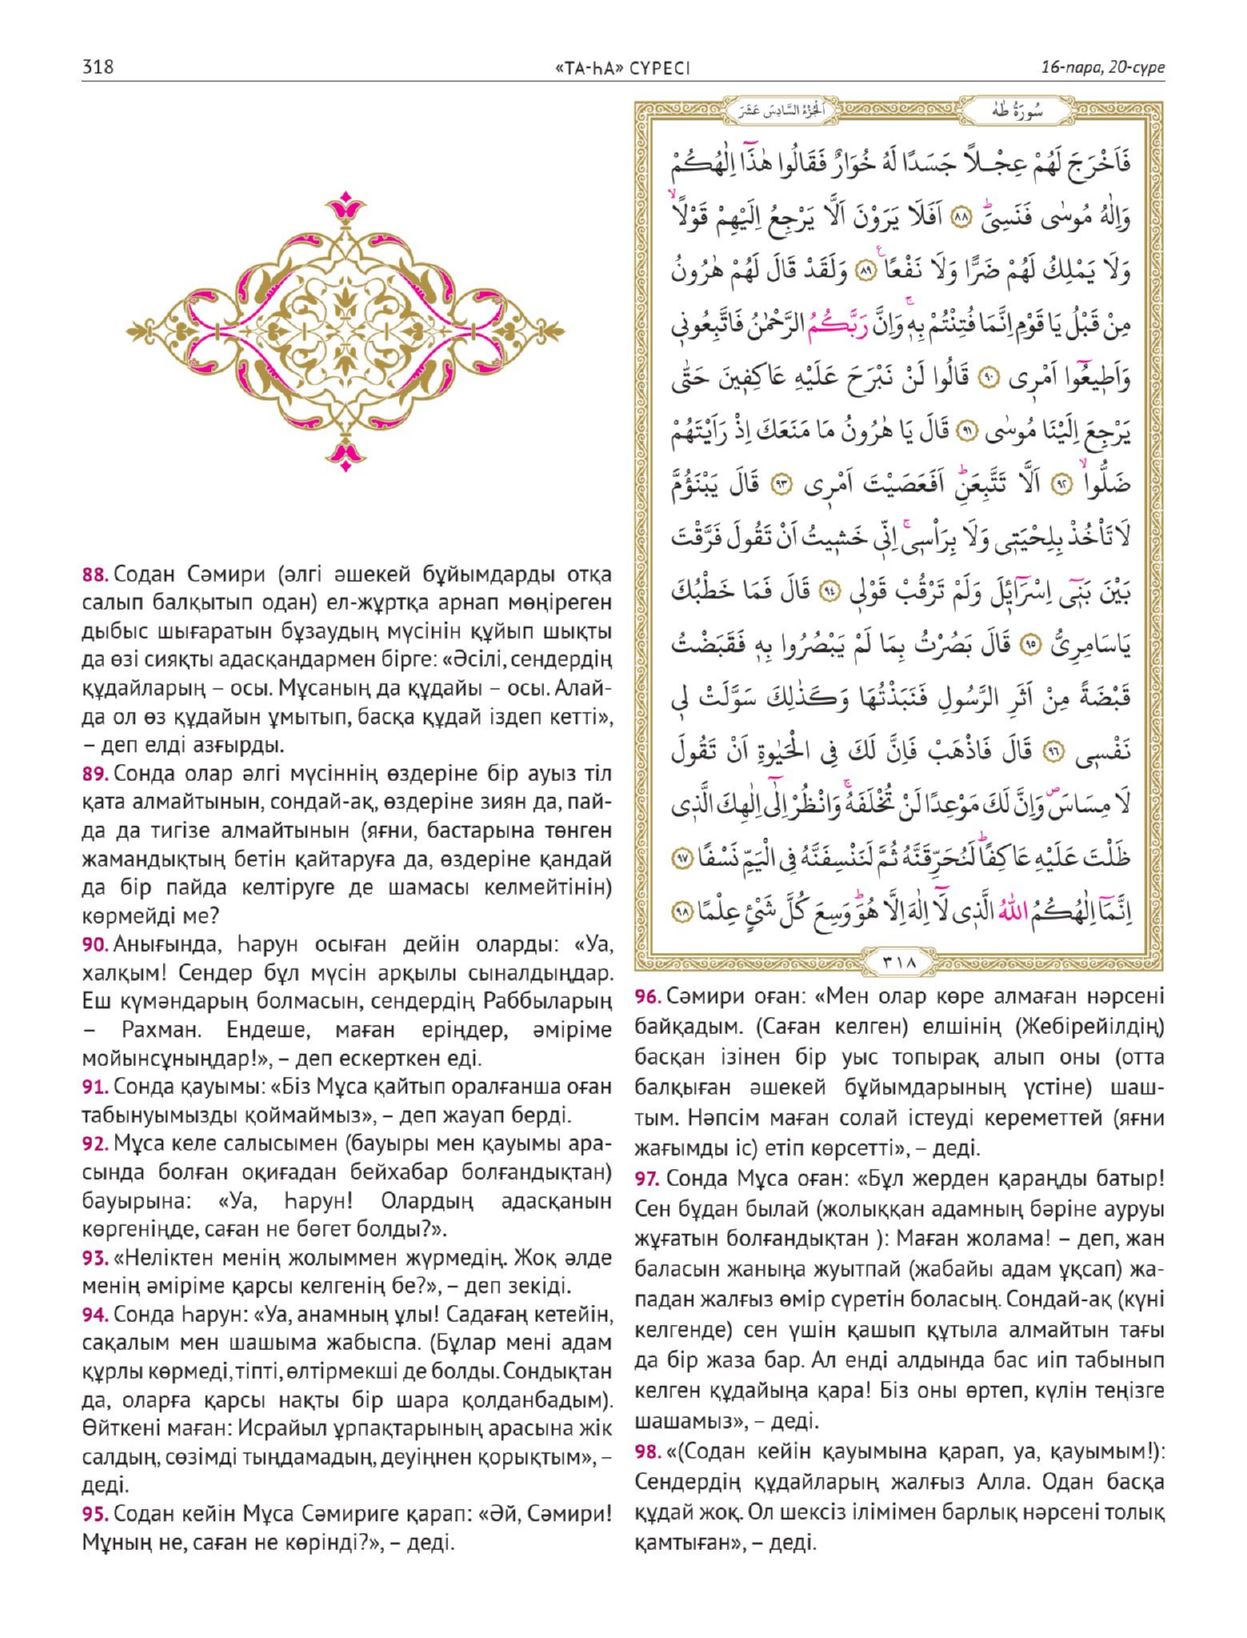 318
«ТА-ҺА» СҮРЕСІ
16-пара, 20-сүре
88. Содан Сәмири (әлгі әшекей бұйымдарды отқа
салып балқытып одан) ел-жұртқа арнап мөңіреген
дыбыс шығаратын бұзаудың мүсінін құйып шықты
да өзі сияқты адасқандармен бірге: «Әсілі, сендердің
құдайларың – осы. Мұсаның да құдайы – осы. Алай-
да ол өз құдайын ұмытып, басқа құдай іздеп кетті»,
– деп елді азғырды.
89. Сонда олар әлгі мүсіннің өздеріне бір ауыз тіл
қата алмайтынын, сондай-ақ, өздеріне зиян да, пай-
да да тигізе алмайтынын (яғни, бастарына төнген
жамандықтың бетін қайтаруға да, өздеріне қандай
да бір пайда келтіруге де шамасы келмейтінін)
көрмейді ме?
90. Анығында, Һарун осыған дейін оларды: «Уа,
халқым! Сендер бұл мүсін арқылы сыналдыңдар.
Еш күмәндарың болмасын, сендердің Раббыларың
– Рахман. Ендеше, маған еріңдер, әміріме
мойынсұныңдар!», – деп ескерткен еді.
91. Сонда қауымы: «Біз Мұса қайтып оралғанша оған
табынуымызды қоймаймыз», – деп жауап берді.
92. Мұса келе салысымен (бауыры мен қауымы ара-
сында болған оқиғадан бейхабар болғандықтан)
бауырына: «Уа, Һарун! Олардың адасқанын
көргеніңде, саған не бөгет болды?».
93. «Неліктен менің жолыммен жүрмедің. Жоқ әлде
менің әміріме қарсы келгенің бе?», – деп зекіді.
94. Сонда Һарун: «Уа, анамның ұлы! Садағаң кетейін,
сақалым мен шашыма жабыспа. (Бұлар мені адам
құрлы көрмеді, тіпті, өлтірмекші де болды. Сондықтан
да, оларға қарсы нақты бір шара қолданбадым).
Өйткені маған: Исрайыл ұрпақтарының арасына жік
салдың, сөзімді тыңдамадың, деуіңнен қорықтым», –
деді.
95. Содан кейін Мұса Сәмириге қарап: «Әй, Сәмири!
Мұның не, саған не көрінді?», – деді.
سُورَةُ طٰهٰ
اَلْجُزْءُ السَّادِسَ عَشَرَ
فَاَخْرَجَ لَهُمْ عِجْلاً جَسَدًا لَهُ خُوَارٌ فَقَالُوا هٰذَٓا اِلٰهُكُمْ
وَاِلٰهُ مُوسٰى فَنَسِىَۜ ٨٨ اَفَلَا يَرَوْنَ اَلَّا يَرْجِعُ اِلَيْهِمْ قَوْلًاۙ
وَلَا يَمْلِكُ لَهُمْ ضَرًّا وَلَا نَفْعًا۟ ٨٩ وَلَقَدْ قَالَ لَهُمْ هٰرُونُ
مِنْ قَبْلُ يَا قَوْمِ اِنَّمَا فُتِنْتُمْ بِهٖۚ وَاِنَّ رَبَّكُمُ الرَّحْمٰنُ فَاتَّبِعُونٖى
وَاَطٖيعُٓوا اَمْرٖى ٩٠ قَالُوا لَنْ نَبْرَحَ عَلَيْهِ عَاكِفٖينَ حَتّٰى
يَرْجِعَ اِلَيْنَا مُوسٰى ٩١ قَالَ يَا هٰرُونُ مَا مَنَعَكَ اِذْ رَاَيْتَهُمْ
ضَلُّواۙ ٩٢ اَلَّا تَتَّبِعَنِۜ اَفَعَصَيْتَ اَمْرٖى ٩٣ قَالَ يَبْنَؤُمَّ
لَا تَاْخُذْ بِلِحْيَتٖى وَلَا بِرَاْسٖىۚ اِنّٖى خَشٖيتُ اَنْ تَقُولَ فَرَّقْتَ
بَيْنَ بَنٖٓى اِسْرَٓائٖلَ وَلَمْ تَرْقُبْ قَوْلٖى ٩٤ قَالَ فَمَا خَطْبُكَ
يَاسَامِرِىُّ ٩٥ قَالَ بَصُرْتُ بِمَا لَمْ يَبْصُرُوا بِهٖ فَقَبَضْتُ
قَبْضَةً مِنْ اَثَرِ الرَّسُولِ فَنَبَذْتُهَا وَكَذٰلِكَ سَوَّلَتْ لٖى
نَفْسٖى ٩٦ قَالَ فَاذْهَبْ فَاِنَّ لَكَ فِى الْحَيٰوةِ اَنْ تَقُولَ
لَا مِسَاسَۖ وَاِنَّ لَكَ مَوْعِدًا لَنْ تُخْلَفَهُۚ وَانْظُرْ اِلٰٓى اِلٰهِكَ الَّذٖى
ظَلْتَ عَلَيْهِ عَاكِفًاۜ لَنُحَرِّقَنَّهُ ثُمَّ لَنَنْسِفَنَّهُ فِى الْيَمِّ نَسْفًا ٩٧
اِنَّمَٓا اِلٰهُكُمُ اللّٰهُ الَّذٖى لَٓا اِلٰهَ اِلَّا هُوَۜ وَسِعَ كُلَّ شَىْءٍ عِلْمًا ٩٨
٣١٨
96. Сәмири оған: «Мен олар көре алмаған нәрсені
байқадым. (Саған келген) елшінің (Жебірейілдің)
басқан ізінен бір уыс топырақ алып оны (отта
балқыған әшекей бұйымдарының үстіне) шаш-
тым. Нәпсім маған солай істеуді кереметтей (яғни
жағымды іс) етіп көрсетті», – деді.
97. Сонда Мұса оған: «Бұл жерден қараңды батыр!
Сен бұдан былай (жолыққан адамның бәріне ауруы
жұғатын болғандықтан ): Маған жолама! – деп, жан
баласын жаныңа жуытпай (жабайы адам ұқсап) жа-
падан жалғыз өмір сүретін боласың. Сондай-ақ (күні
келгенде) сен үшін қашып құтыла алмайтын тағы
да бір жаза бар. Ал енді алдында бас иіп табынып
келген құдайыңа қара! Біз оны өртеп, күлін теңізге
шашамыз», – деді.
98. «(Содан кейін қауымына қарап, уа, қауымым!):
Сендердің құдайларың жалғыз Алла. Одан басқа
құдай жоқ. Ол шексіз ілімімен барлық нәрсені толық
қамтыған», – деді.